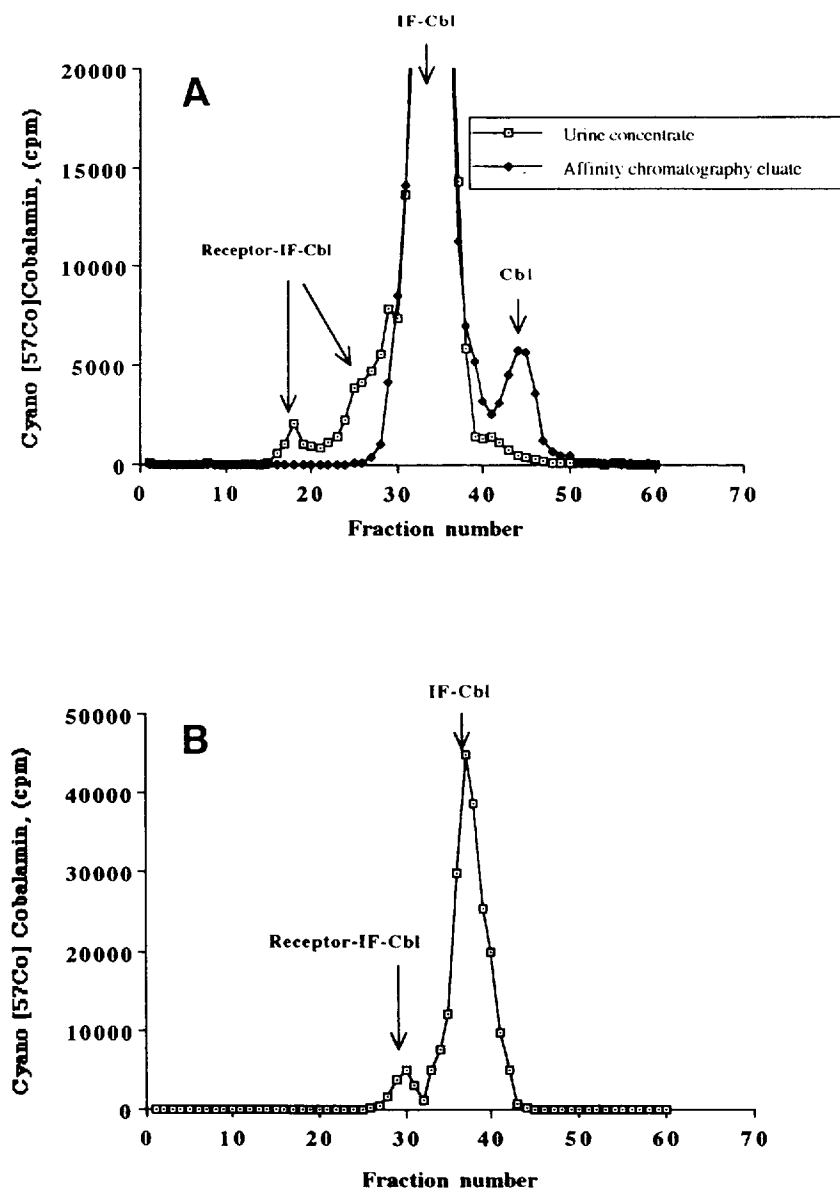 IF-Cbl
A
20000
15000
10000
5000
0
Cyano [57Co]Cobalamin, (cpm)
Urine concentrate
Affinity chromatography eluate
Receptor-IF-Cbl
Cbl
0 10 20 30 40 50 60 70
Fraction number
IF-Cbl
B
50000
40000
30000
20000
10000
0
Cyano [57Co] Cobalamin, (cpm)
Receptor-IF-Cbl
0 10 20 30 40 50 60 70
Fraction number